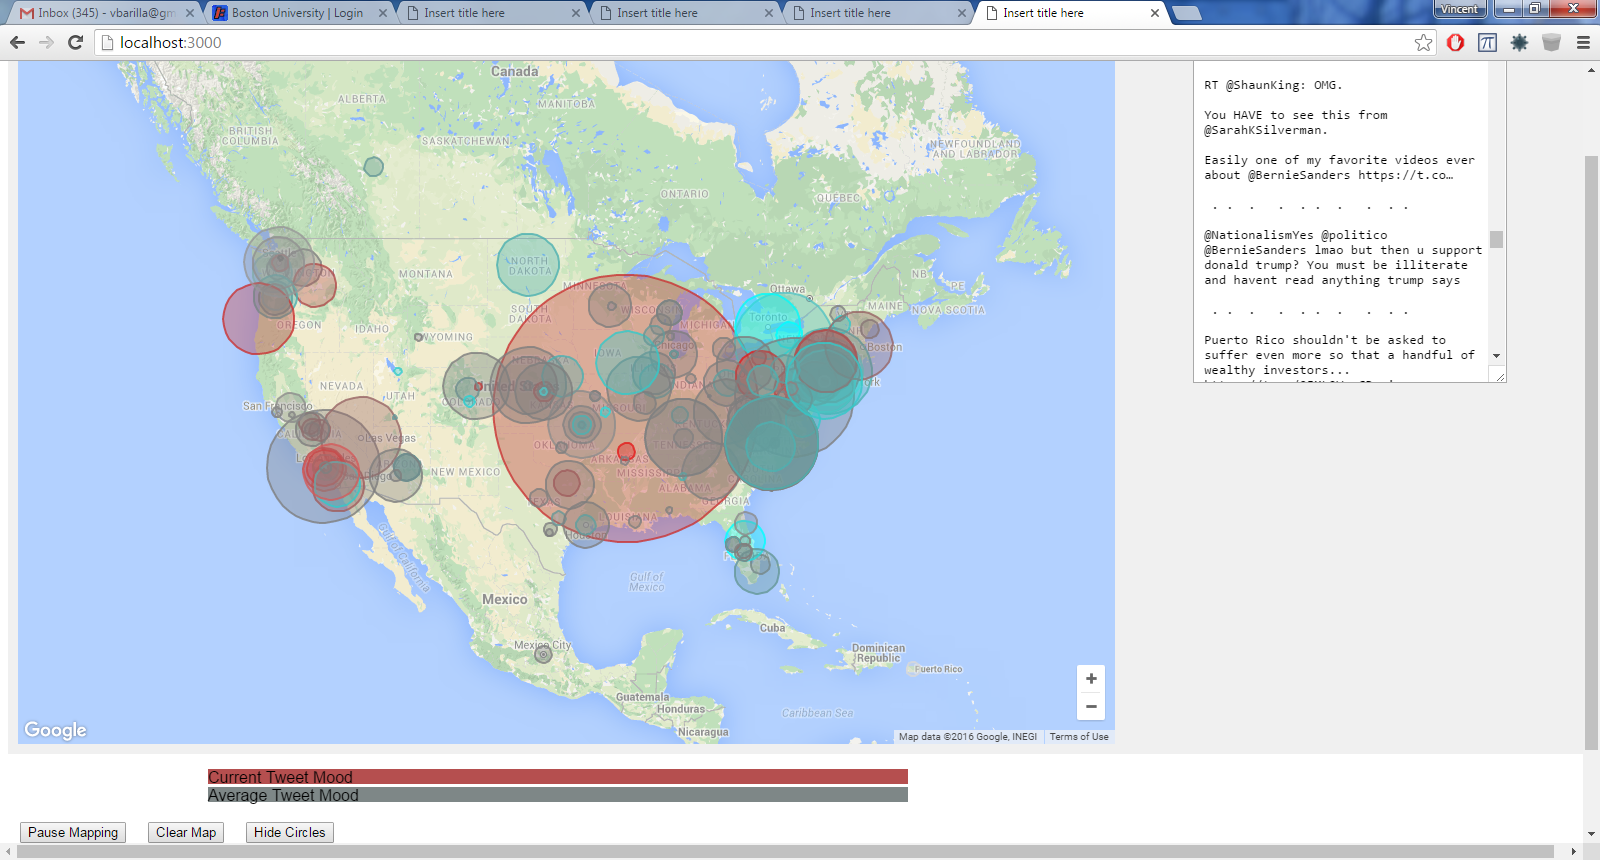 Inbox (345) - vbarilla@gm
Boston University | Login
Insert title here
Insert title here
Insert title here
Insert title here
Vincent
localhost:3000
Canada
ALBERTA
MANITOBA
BRITISH
COLUMBIA
SASKATCHEWAN
NEWFOUNDLAND
AND LABRADOR
ONTARIO
QUEBEC
NORTH
DAKOTA
MONTANA
MINNESOTA
Ottawa
NB
PE
MAINE
NOVA SCOTIA
SOUTH
DAKOTA
WISCONSIN
Toronto
OREGON
IDAHO
WYOMING
MICHIGAN
Boston
Chicago
IOWA
NEBRASKA
United States
NEVADA
UTAH
COLORADO
INDIANA
San Francisco
MISSOURI
CALIFORNIA
Las Vegas
OKLAHOMA
TENNESSEE
Los Angeles
ARKANSAS
NEW MEXICO
MISSISSIPPI
ALABAMA
GEORGIA
TEXAS
LOUISIANA
Houston
Gulf of California
Gulf of
Mexico
Mexico
Mexico City
Cuba
Dominican
Republic
Puerto Rico
Guatemala
Honduras
Nicaragua
Caribbean Sea
Google
Map data ©2016 Google, INEGI
Terms of Use
RT @ShaunKing: OMG.
You HAVE to see this from
@SarahKSilverman.
Easily one of my favorite videos ever
about @BernieSanders https://t.co…
. . . . . . . . . .
@NationalismYes @politico
@BernieSanders lmao but then u support
donald trump? You must be illiterate
and havent read anything trump says
. . . . . . . . . .
Puerto Rico shouldn't be asked to
suffer even more so that a handful of
wealthy investors...
Current Tweet Mood
Average Tweet Mood
Pause Mapping
Clear Map
Hide Circles